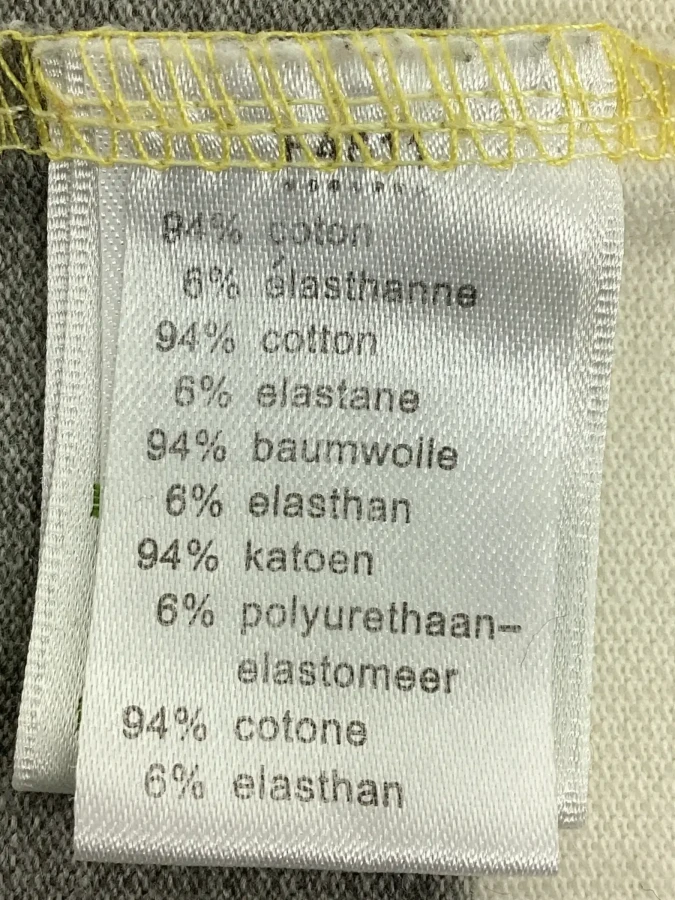 94% coton
6% élasthanne
94% cotton
6% elastane
94% baumwolle
6% elasthan
94% katoen
6% polyurethaan-
elastomeer
94% cotone
6% elasthan